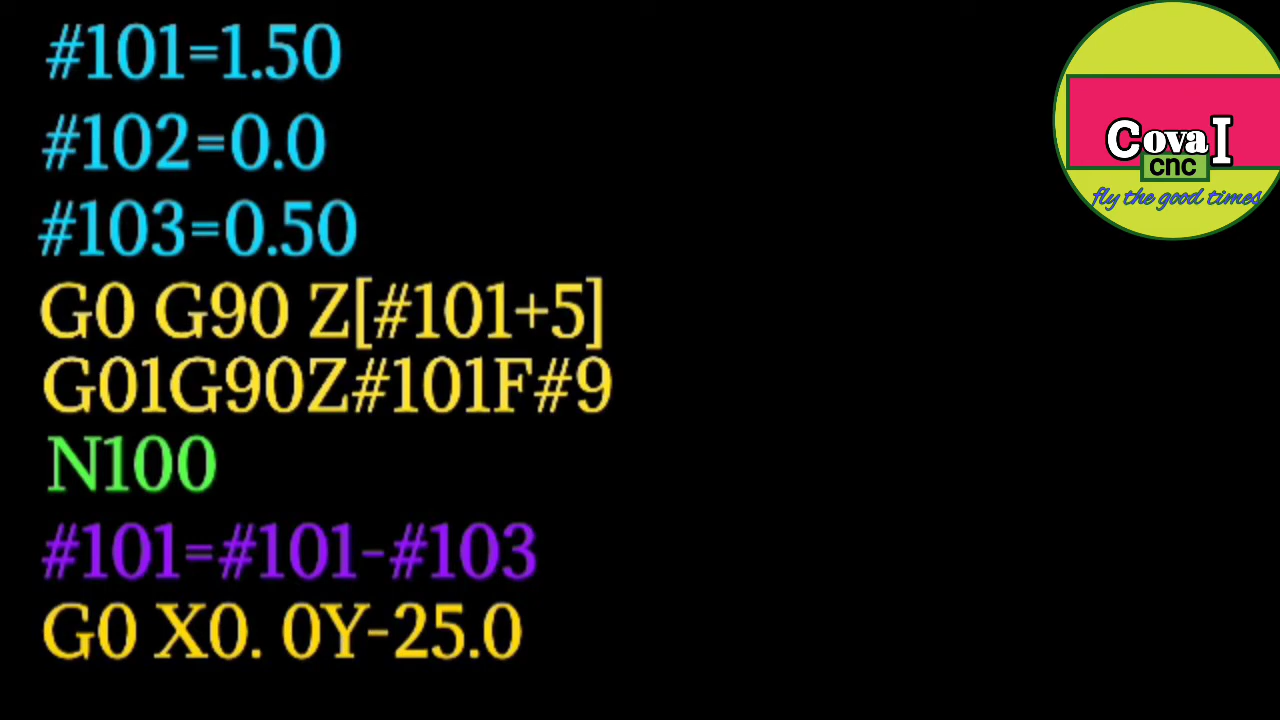 #101=1.50
#102=0.0
#103=0.50
G0 G90 Z[#101+5]
G01G90Z#101F#9
N100
#101=#101-#103
G0 X0. 0Y-25.0
CovaI
cnc
fly the good times